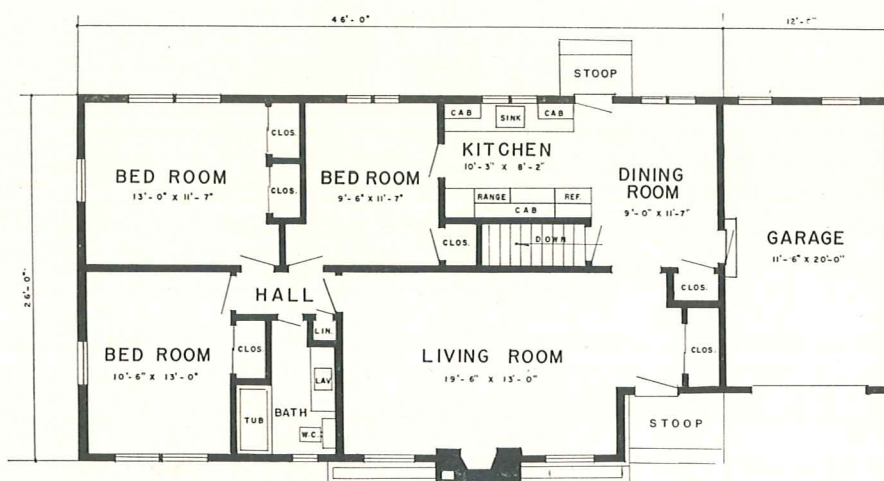 46'-0"
12'-0"
STOOP
CLOS.
CAB
SINK
CAB
KITCHEN
10'-3" X 8'-2"
BED ROOM
13'-0" X 11'-7"
BED ROOM
9'-6" X 11'-7"
DINING
ROOM
9'-0" X 11'-7"
CLOS.
RANGE
REF.
CAB
GARAGE
11'-6" X 20'-0"
CLOS.
DOWN
26'-0"
HALL
CLOS.
LIN.
BED ROOM
10'-6" X 13'-0"
CLOS
LIVING ROOM
19'-6" X 13'-0"
CLOS.
LAV
BATH
TUB
W.C.
STOOP